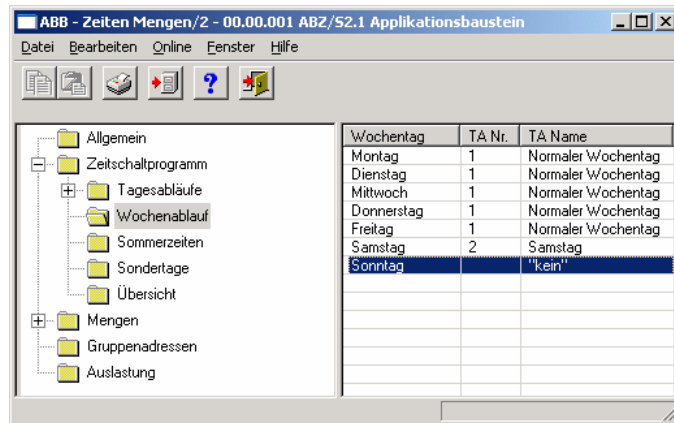 ABB - Zeiten Mengen/2 - 00.00.001 ABZ/S2.1 Applikationsbaustein
Datei Bearbeiten Online Fenster Hilfe
?
Allgemein
Zeitschaltprogramm
Tagesabläufe
Wochenablauf
Sommerzeiten
Sondertage
Übersicht
Mengen
Gruppenadressen
Auslastung
Wochentag TA Nr. TA Name
Montag 1 Normaler Wochentag
Dienstag 1 Normaler Wochentag
Mittwoch 1 Normaler Wochentag
Donnerstag 1 Normaler Wochentag
Freitag 1 Normaler Wochentag
Samstag 2 Samstag
Sonntag "kein"